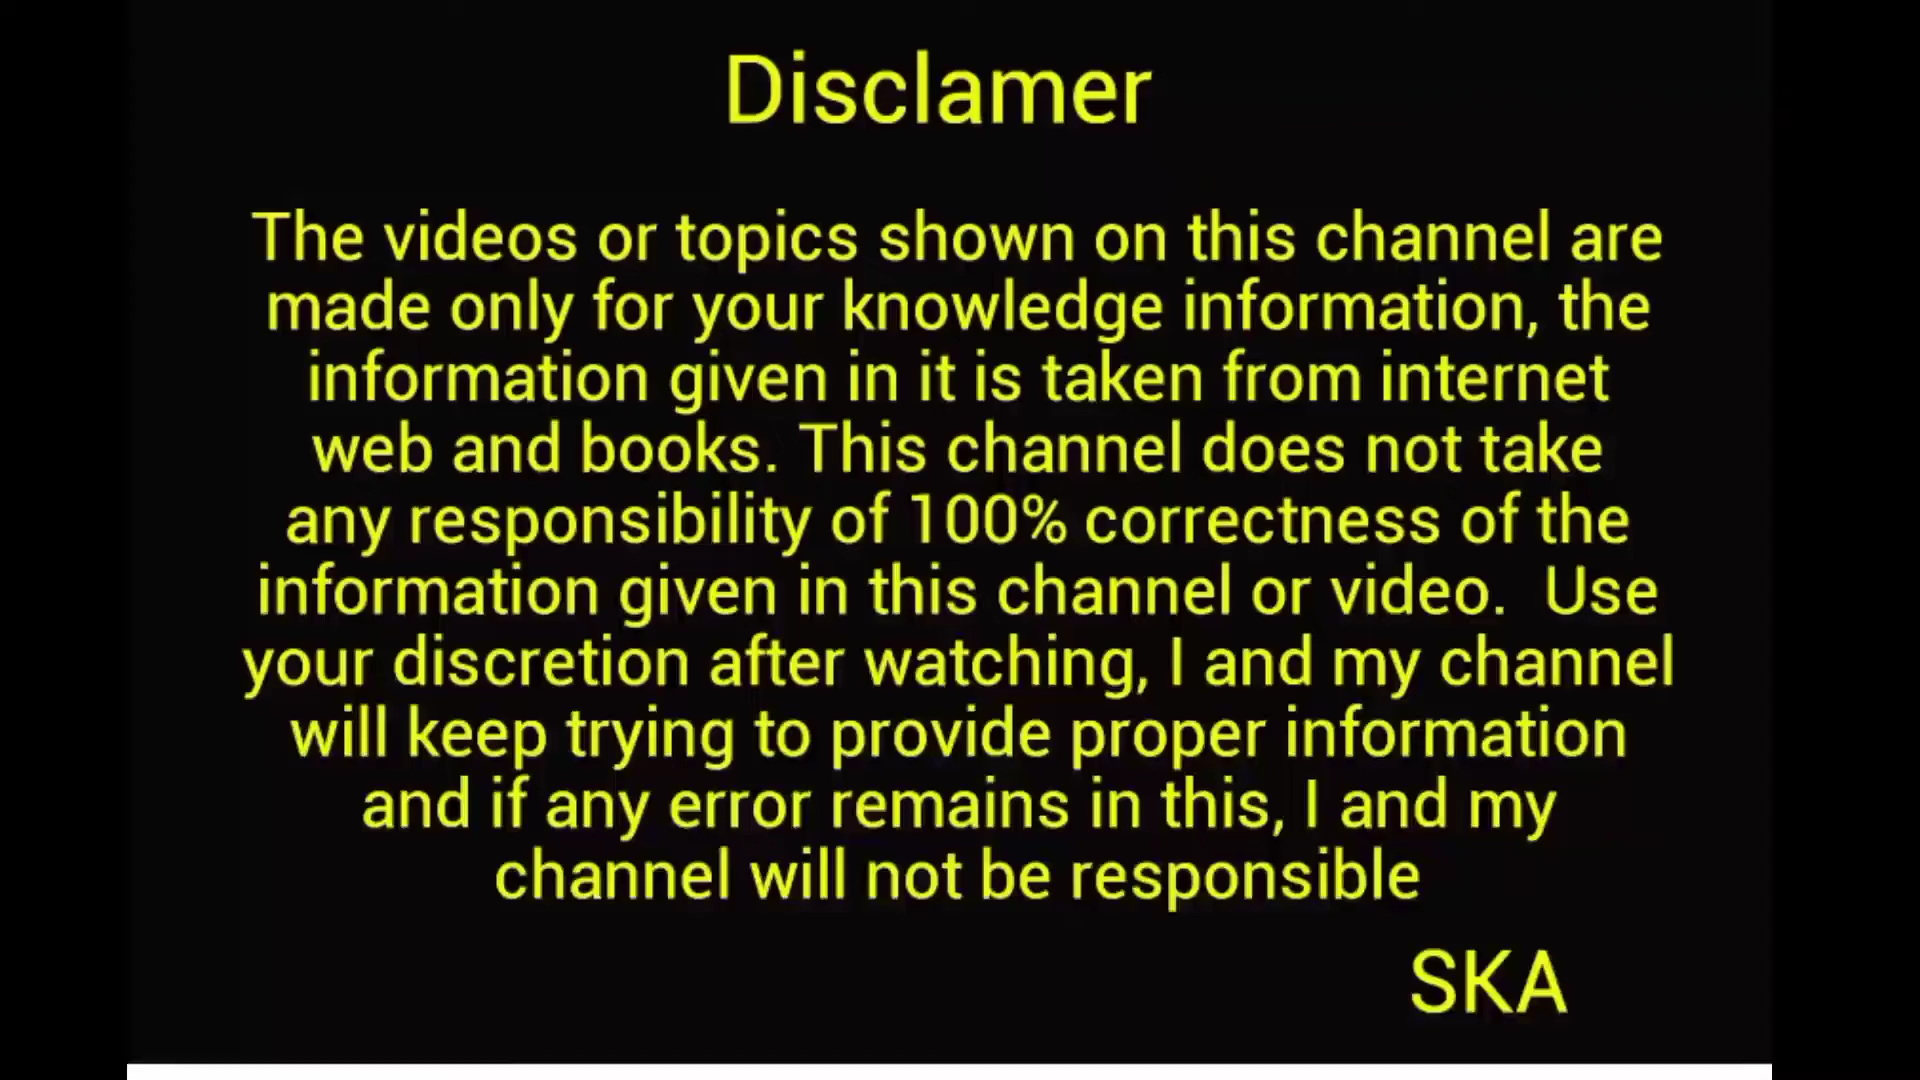 Disclamer
The videos or topics shown on this channel are
made only for your knowledge information, the
information given in it is taken from internet
web and books. This channel does not take
any responsibility of 100% correctness of the
information given in this channel or video.  Use
your discretion after watching, I and my channel
will keep trying to provide proper information
and if any error remains in this, I and my
channel will not be responsible
SKA